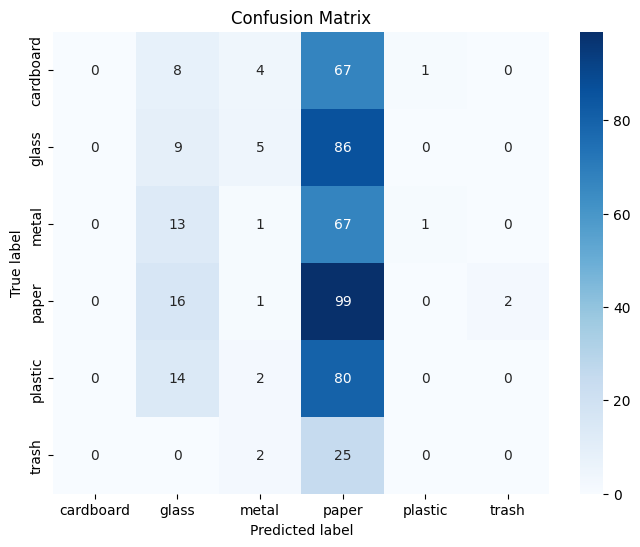 Confusion Matrix
cardboard 0 8 4 67 1 0
glass 0 9 5 86 0 0
metal 0 13 1 67 1 0
paper 0 16 1 99 0 2
plastic 0 14 2 80 0 0
trash 0 0 2 25 0 0
cardboard glass metal paper plastic trash
Predicted label
True label
80
60
40
20
0